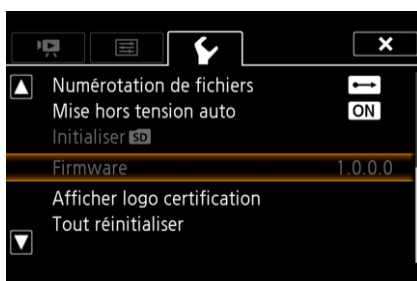 Numérotation de fichiers
Mise hors tension auto ON
Initialiser SD
Firmware 1.0.0.0
Afficher logo certification
Tout réinitialiser